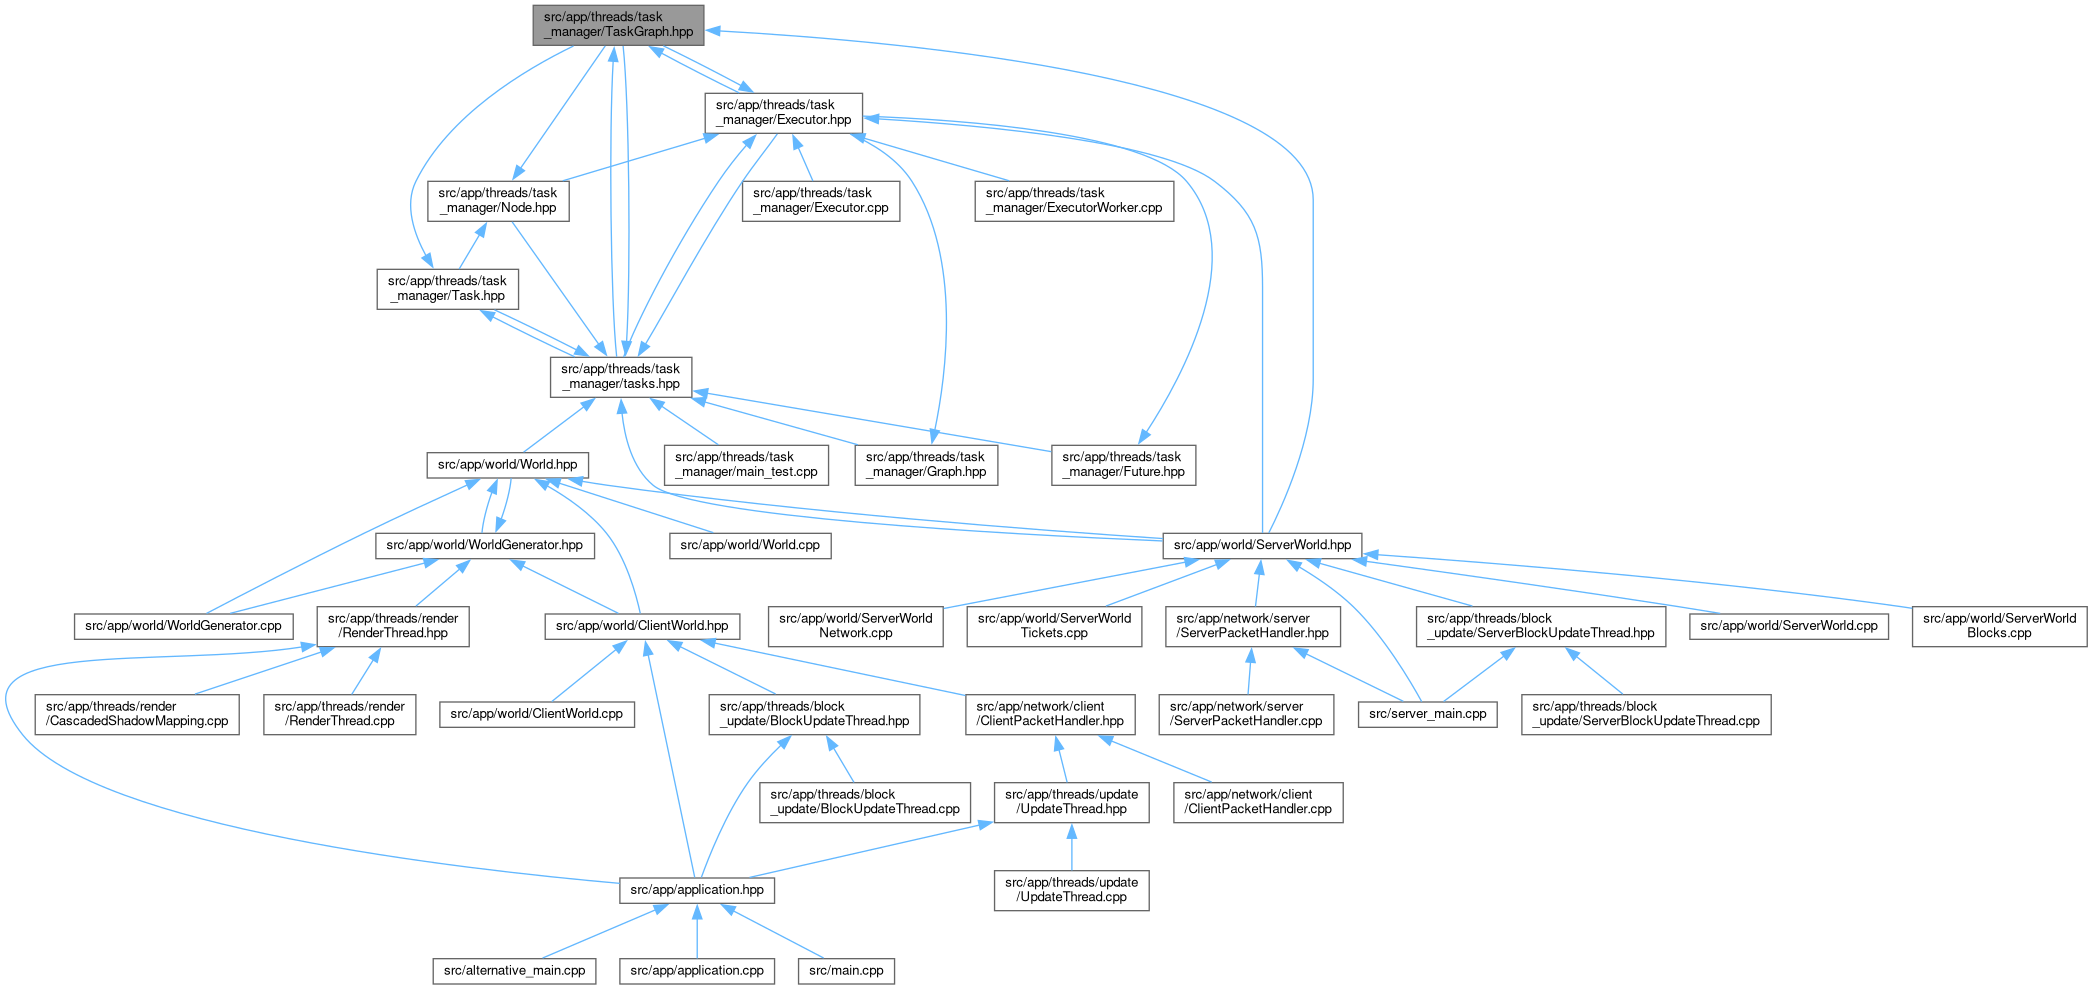 src/app/threads/task
_manager/TaskGraph.hpp
src/app/threads/task
_manager/Executor.hpp
src/app/threads/task
_manager/Node.hpp
src/app/threads/task
_manager/Executor.cpp
src/app/threads/task
_manager/ExecutorWorker.cpp
src/app/threads/task
_manager/Task.hpp
src/app/threads/task
_manager/tasks.hpp
src/app/world/World.hpp
src/app/threads/task
_manager/main_test.cpp
src/app/threads/task
_manager/Graph.hpp
src/app/threads/task
_manager/Future.hpp
src/app/world/WorldGenerator.hpp
src/app/world/World.cpp
src/app/world/ServerWorld.hpp
src/app/world/WorldGenerator.cpp
src/app/threads/render
/RenderThread.hpp
src/app/world/ClientWorld.hpp
src/app/world/ServerWorld
Network.cpp
src/app/world/ServerWorld
Tickets.cpp
src/app/network/server
/ServerPacketHandler.hpp
src/app/threads/block
_update/ServerBlockUpdateThread.hpp
src/app/world/ServerWorld.cpp
src/app/world/ServerWorld
Blocks.cpp
src/app/threads/render
/CascadedShadowMapping.cpp
src/app/threads/render
/RenderThread.cpp
src/app/world/ClientWorld.cpp
src/app/threads/block
_update/BlockUpdateThread.hpp
src/app/network/client
/ClientPacketHandler.hpp
src/app/network/server
/ServerPacketHandler.cpp
src/server_main.cpp
src/app/threads/block
_update/ServerBlockUpdateThread.cpp
src/app/threads/block
_update/BlockUpdateThread.cpp
src/app/threads/update
/UpdateThread.hpp
src/app/network/client
/ClientPacketHandler.cpp
src/app/application.hpp
src/app/threads/update
/UpdateThread.cpp
src/alternative_main.cpp
src/app/application.cpp
src/main.cpp